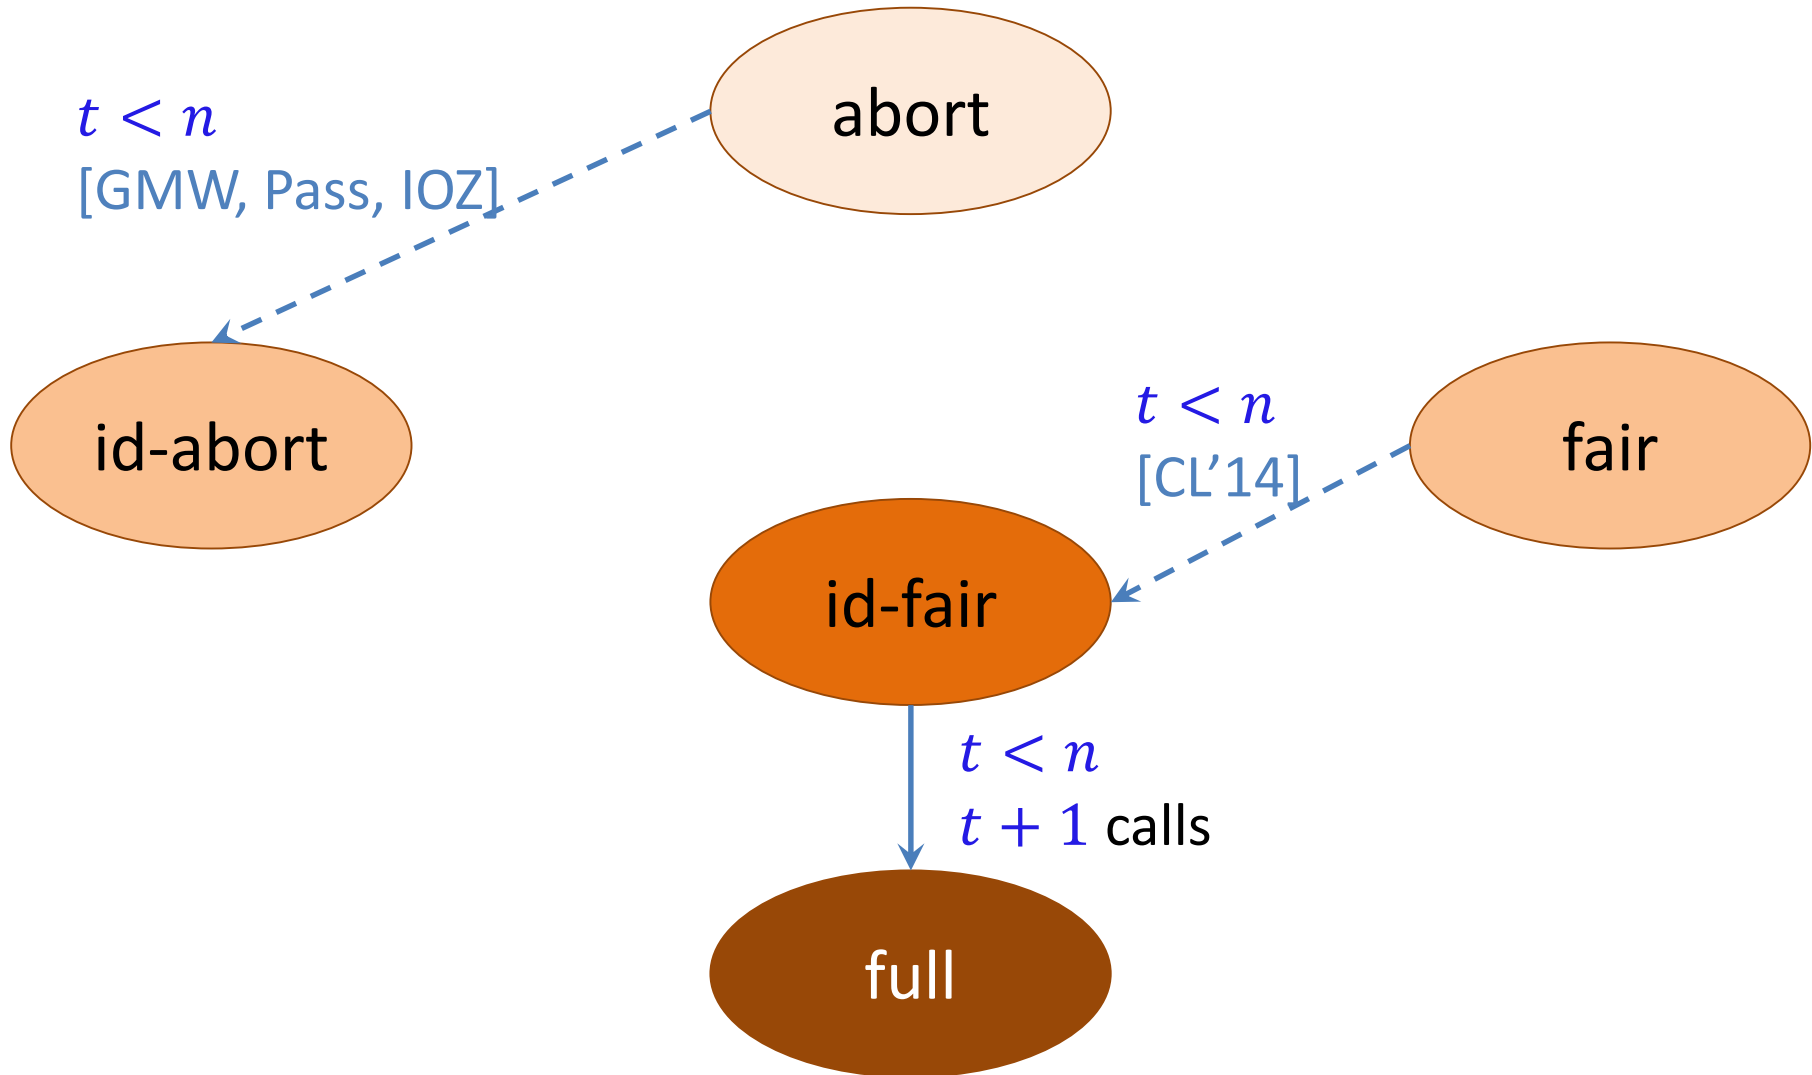 abort
t < n
[GMW, Pass, IOZ]
id-abort
fair
t < n
[CL’14]
id-fair
t < n
t + 1 calls
full